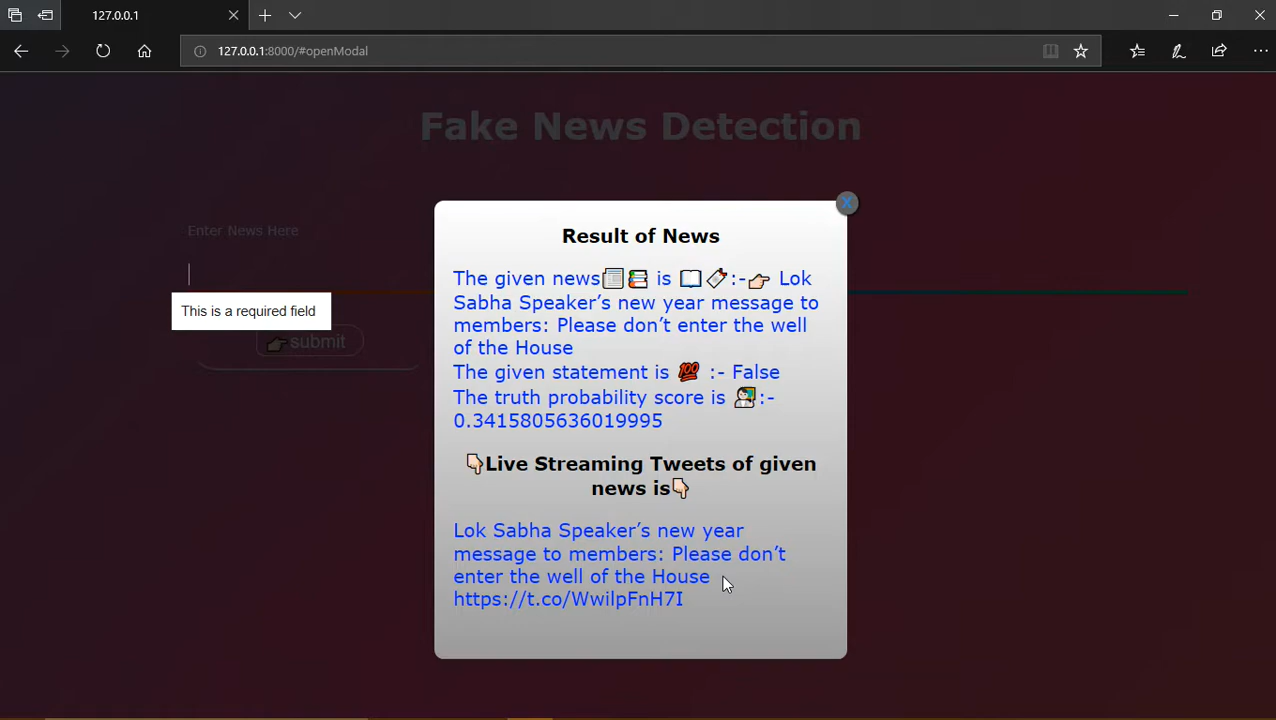 127.0.0.1
127.0.0.1:8000/#openModal
Fake News Detection
Enter News Here
This is a required field
👉submit
X
Result of News
The given news📰📚 is 📖🏷:-👉 Lok
Sabha Speaker’s new year message to
members: Please don’t enter the well
of the House
The given statement is 💯 :- False
The truth probability score is 👨‍🏫:-
0.3415805636019995
👇Live Streaming Tweets of given
news is👇
Lok Sabha Speaker’s new year
message to members: Please don’t
enter the well of the House
https://t.co/WwilpFnH7I